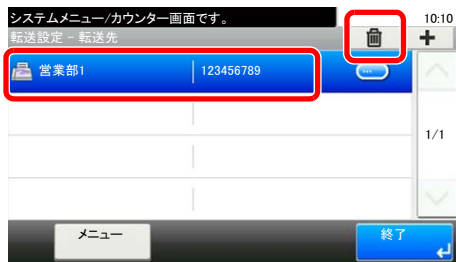 システムメニュー/カウンター画面です。 10:10
転送設定 - 転送先
営業部1 123456789
1/1
メニュー 終了